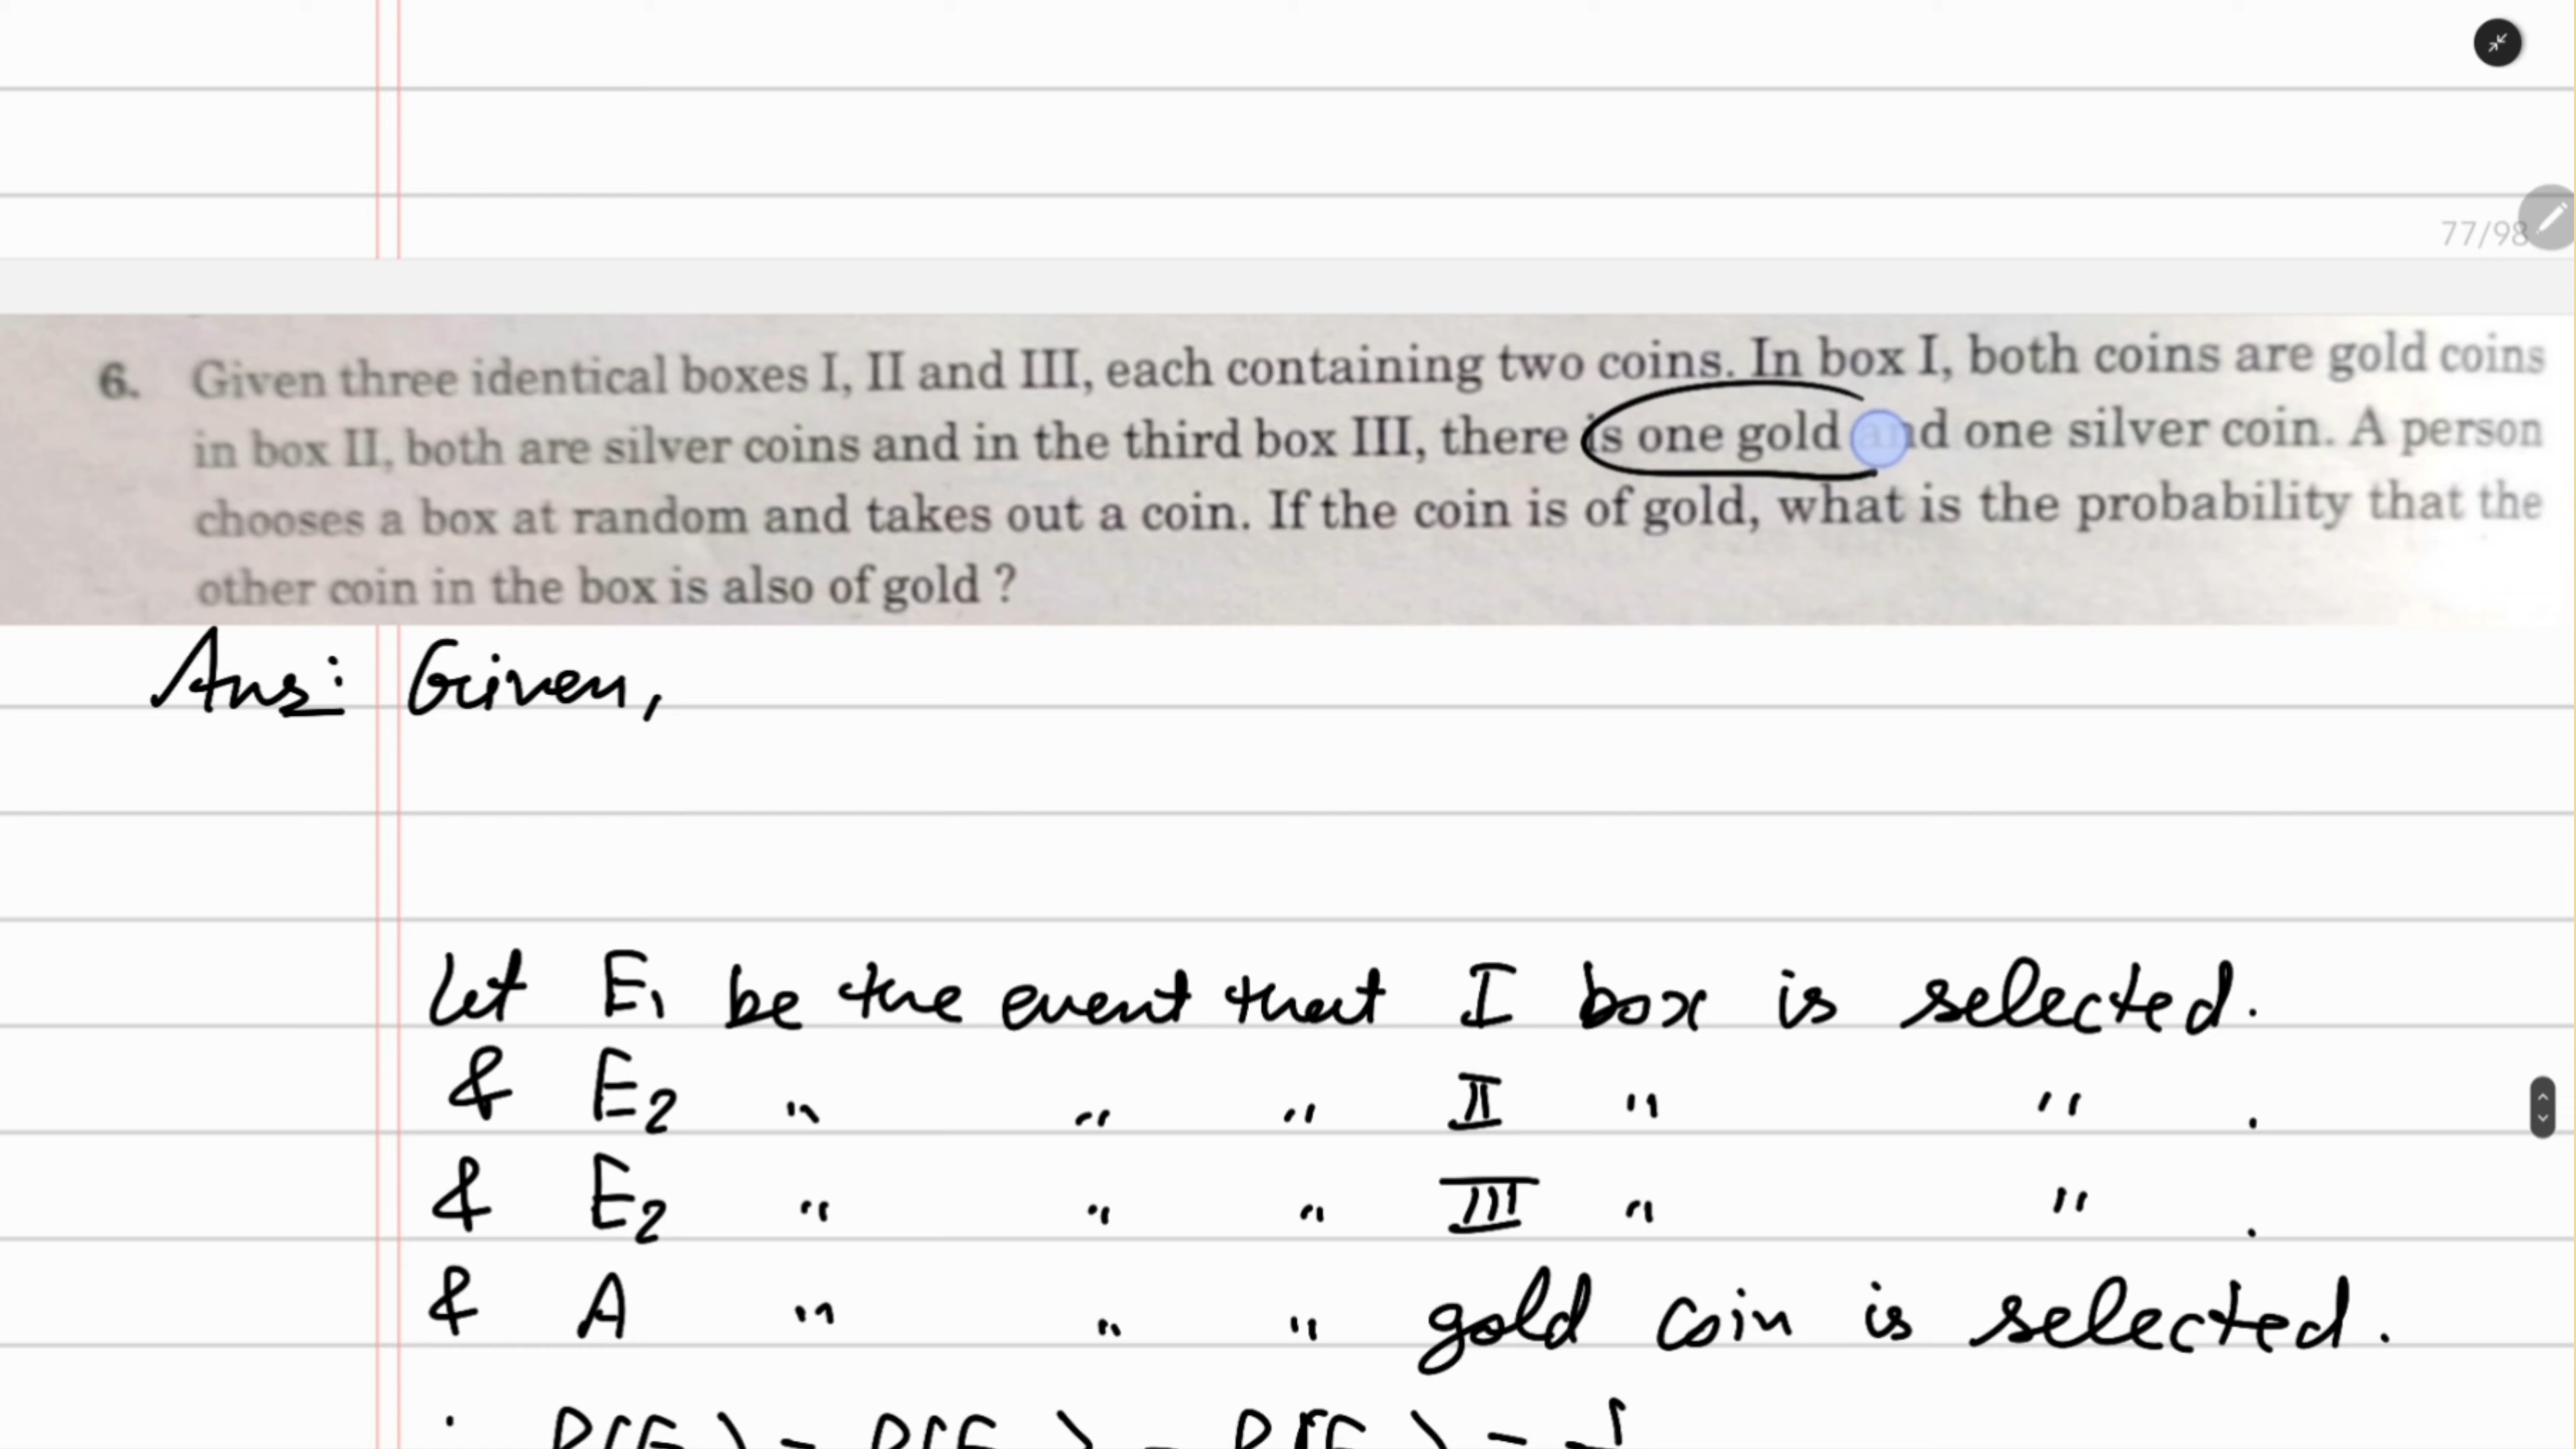 77/98
6. Given three identical boxes I, II and III, each containing two coins. In box I, both coins are gold coins
in box II, both are silver coins and in the third box III, there is one gold and one silver coin. A person
chooses a box at random and takes out a coin. If the coin is of gold, what is the probability that the
other coin in the box is also of gold ?
Ans: Given,
Let E1 be the event that I box is selected.
& E2 " " " II " " .
& E2 " " " III " " .
& A " " " gold coin is selected.